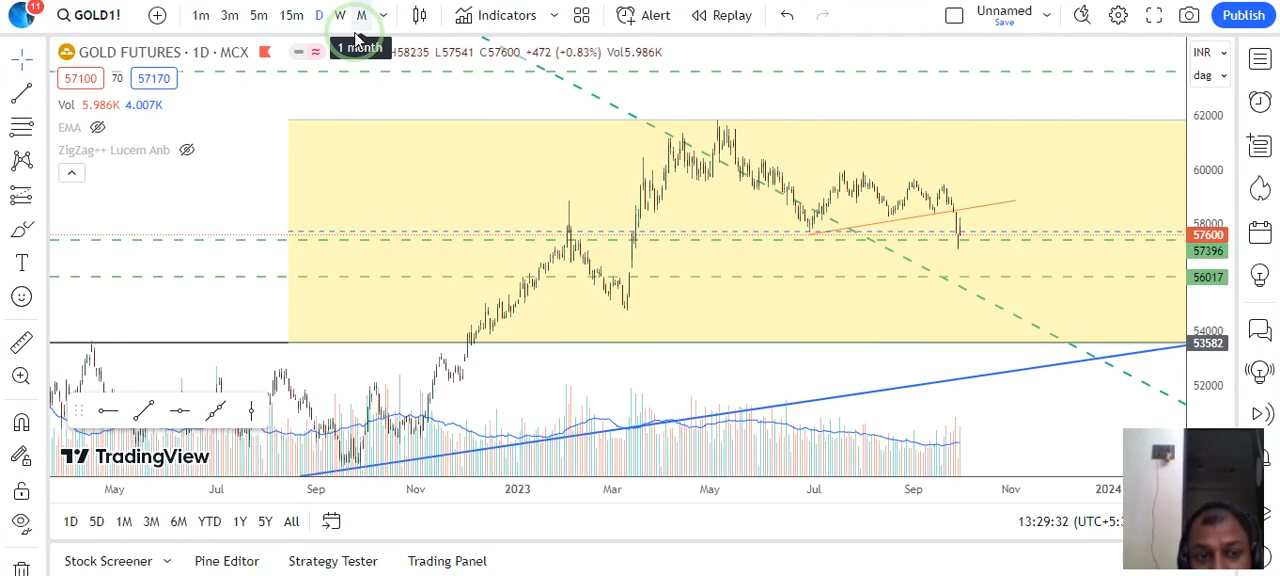 11
GOLD1!
1m 3m 5m 15m D W M
Indicators
Alert
Replay
Unnamed
Save
Publish
1 month
GOLD FUTURES · 1D · MCX
H58235 L57541 C57600 +472 (+0.83%) Vol5.986K
INR
dag
57100 70 57170
Vol 5.986K 4.007K
EMA
ZigZag++ Lucem Anb
62000
60000
58000
57600
57396
56017
54000
53582
52000
TradingView
May Jul Sep Nov 2023 Mar May Jul Sep Nov 2024
1D 5D 1M 3M 6M YTD 1Y 5Y All
13:29:32 (UTC+5:3
Stock Screener Pine Editor Strategy Tester Trading Panel